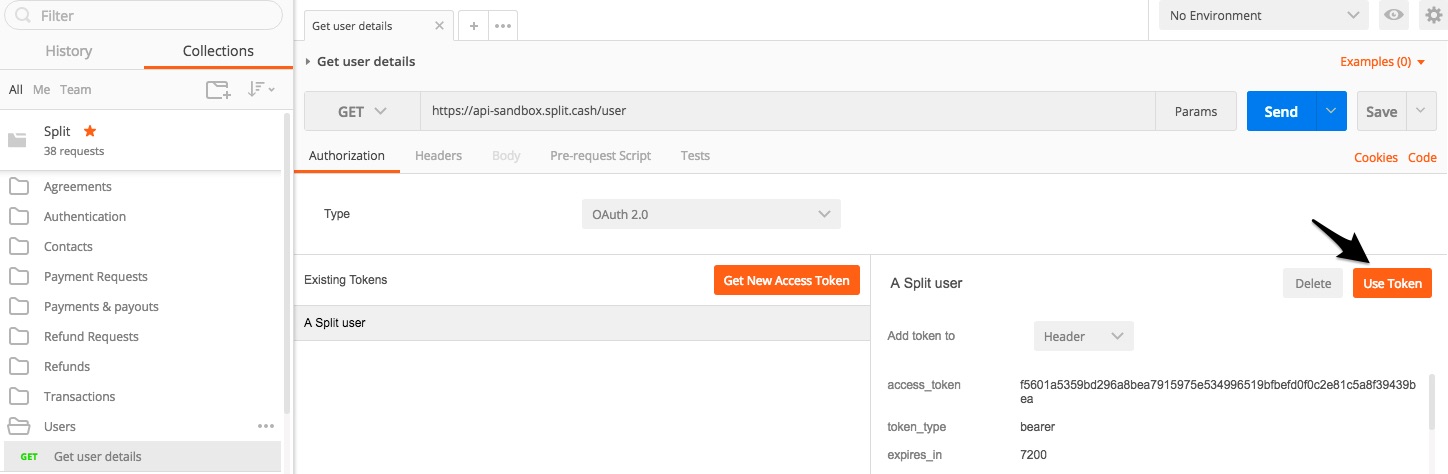 Filter
History
Collections
All Me Team
Split
38 requests
Agreements
Authentication
Contacts
Payment Requests
Payments & payouts
Refund Requests
Refunds
Transactions
Users
GET Get user details
Get user details
No Environment
Get user details
Examples (0)
GET
https://api-sandbox.split.cash/user
Params
Send
Save
Authorization
Headers
Body
Pre-request Script
Tests
Cookies
Code
Type
OAuth 2.0
Existing Tokens
Get New Access Token
A Split user
A Split user
Delete
Use Token
Add token to
Header
access_token
f5601a5359bd296a8bea7915975e534996519bfbefd0f0c2e81c5a8f39439b
ea
token_type
bearer
expires_in
7200